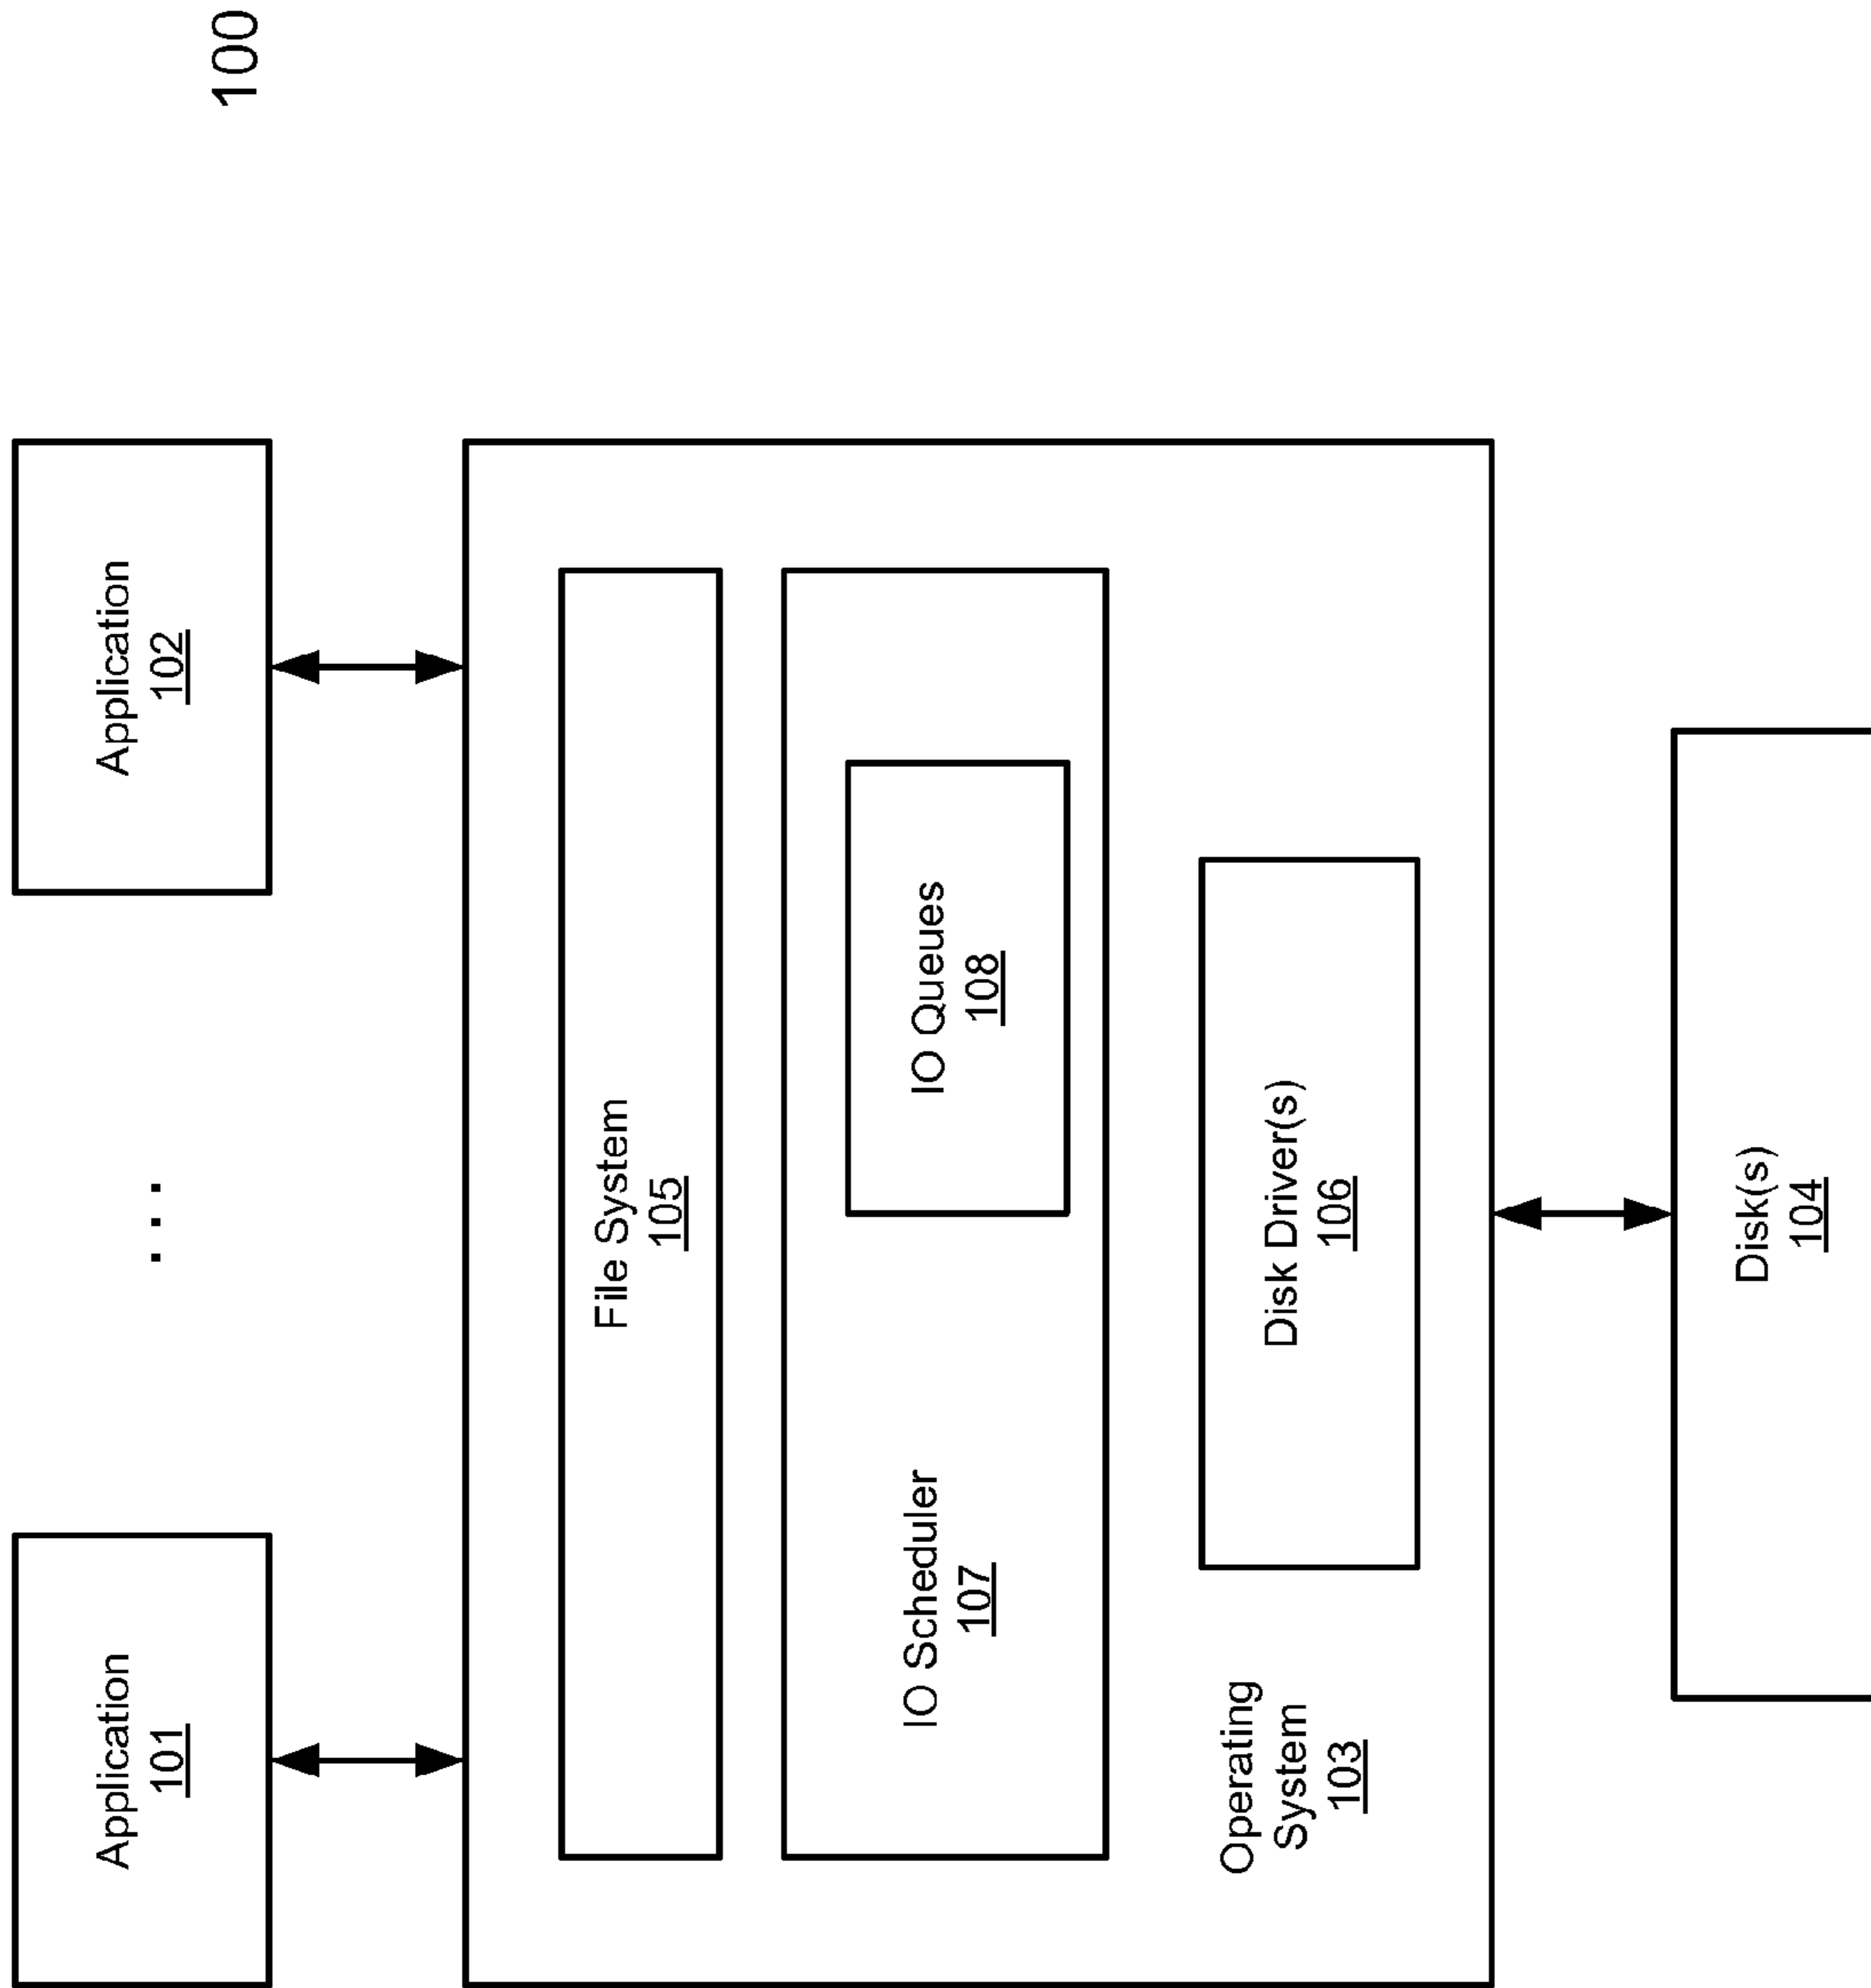 100
Application
101
. . .
Application
102
File System
105
IO Scheduler
107
IO Queues
108
Operating
System
103
Disk Driver(s)
106
Disk(s)
104